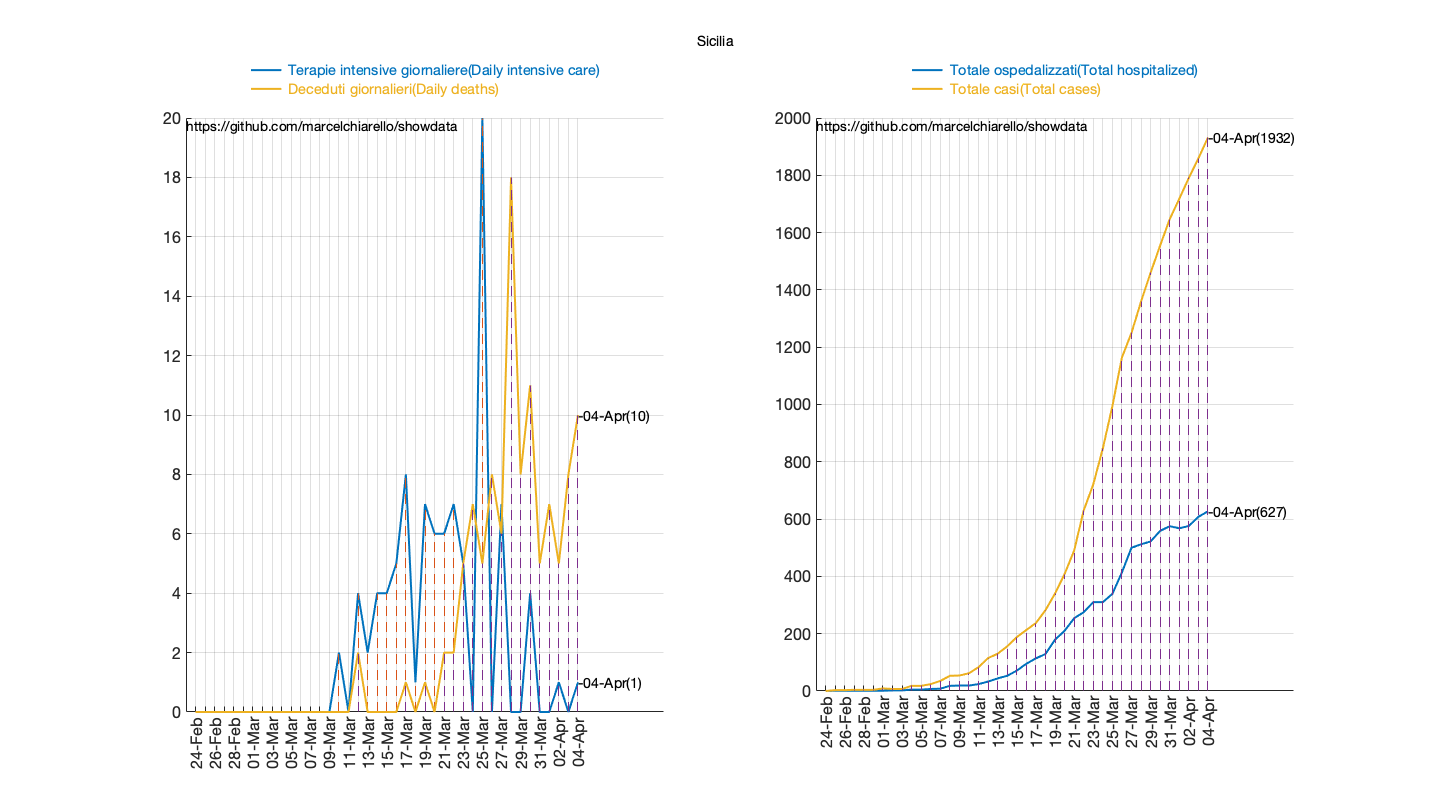 Sicilia
Terapie intensive giornaliere(Daily intensive care)
Deceduti giornalieri(Daily deaths)
https://github.com/marcelchiarello/showdata
20
18
16
14
12
10
8
6
4
2
0
-04-Apr(10)
-04-Apr(1)
24-Feb
26-Feb
28-Feb
01-Mar
03-Mar
05-Mar
07-Mar
09-Mar
11-Mar
13-Mar
15-Mar
17-Mar
19-Mar
21-Mar
23-Mar
25-Mar
27-Mar
29-Mar
31-Mar
02-Apr
04-Apr
Totale ospedalizzati(Total hospitalized)
Totale casi(Total cases)
https://github.com/marcelchiarello/showdata
2000
1800
1600
1400
1200
1000
800
600
400
200
0
-04-Apr(1932)
-04-Apr(627)
24-Feb
26-Feb
28-Feb
01-Mar
03-Mar
05-Mar
07-Mar
09-Mar
11-Mar
13-Mar
15-Mar
17-Mar
19-Mar
21-Mar
23-Mar
25-Mar
27-Mar
29-Mar
31-Mar
02-Apr
04-Apr